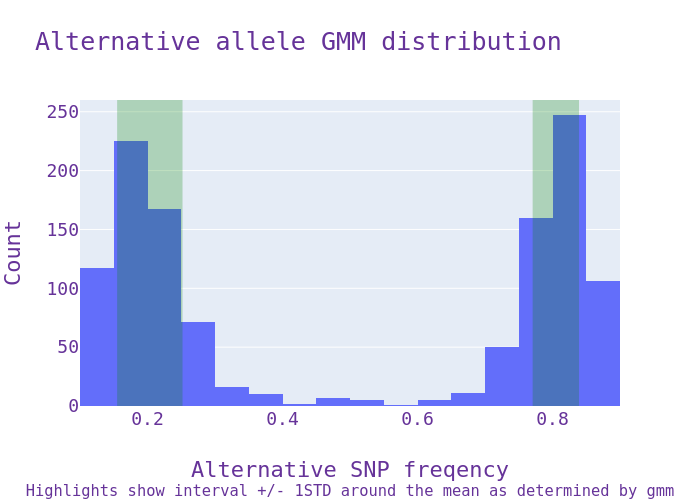 Alternative allele GMM distribution
250
200
150
100
50
0
Count
0.2
0.4
0.6
0.8
Alternative SNP freqency
Highlights show interval +/- 1STD around the mean as determined by gmm